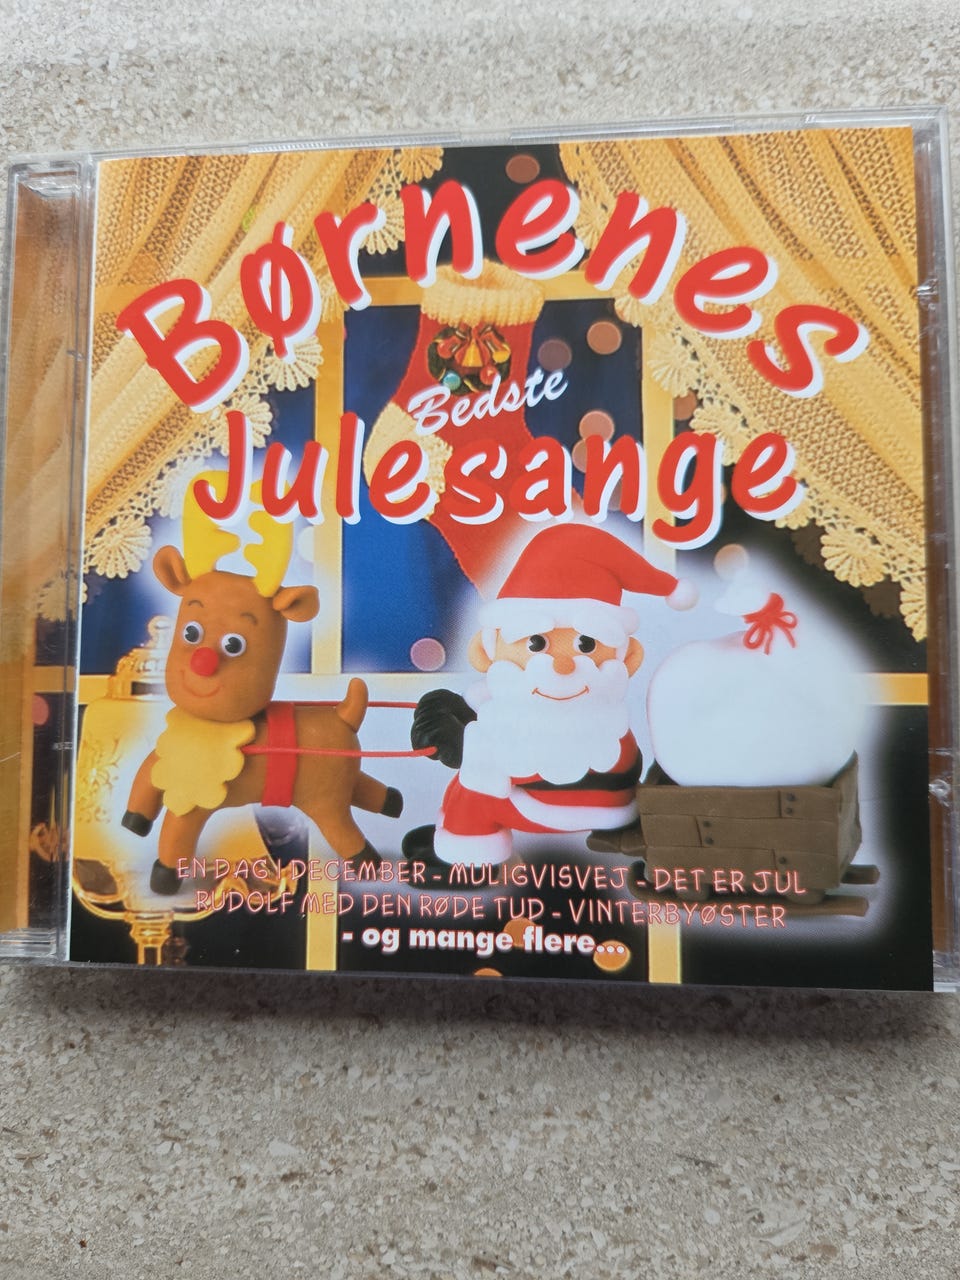 Børnenes
Bedste
Julesange
EN DAG I DECEMBER - MULIGVISVEJ - DET ER JUL
RUDOLF MED DEN RØDE TUD - VINTERBYØSTER
- og mange flere...